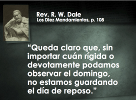 Rev. R. W. Dale
Los Diez Mandamientos, p. 108
"Queda claro que, sin
importar cuán rígida o
devotamente podamos
observar el domingo,
no estamos guardando
el día de reposo."